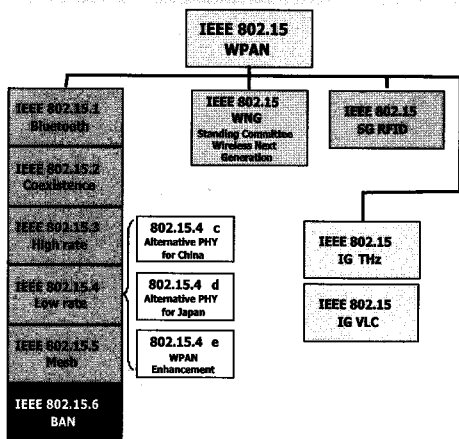 IEEE 802.15
WPAN
IEEE 802.15.1
Bluetooth
IEEE 802.15.2
Coexistence
IEEE 802.15.3
High rate
IEEE 802.15.4
Low rate
IEEE 802.15.5
Mesh
IEEE 802.15.6
BAN
802.15.4 c
Alternative PHY
for China
802.15.4 d
Alternative PHY
for Japan
802.15.4 e
WPAN
Enhancement
IEEE 802.15
WNG
Standing Committee
Wireless Next
Generation
IEEE 802.15
SG RFID
IEEE 802.15
IG THz
IEEE 802.15
IG VLC